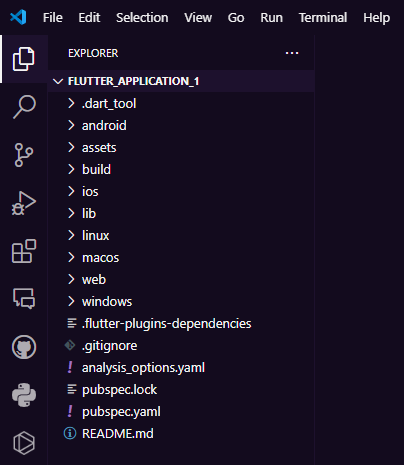 File Edit Selection View Go Run Terminal Help
EXPLORER
FLUTTER_APPLICATION_1
.dart_tool
android
assets
build
ios
lib
linux
macos
web
windows
.flutter-plugins-dependencies
.gitignore
analysis_options.yaml
pubspec.lock
pubspec.yaml
README.md